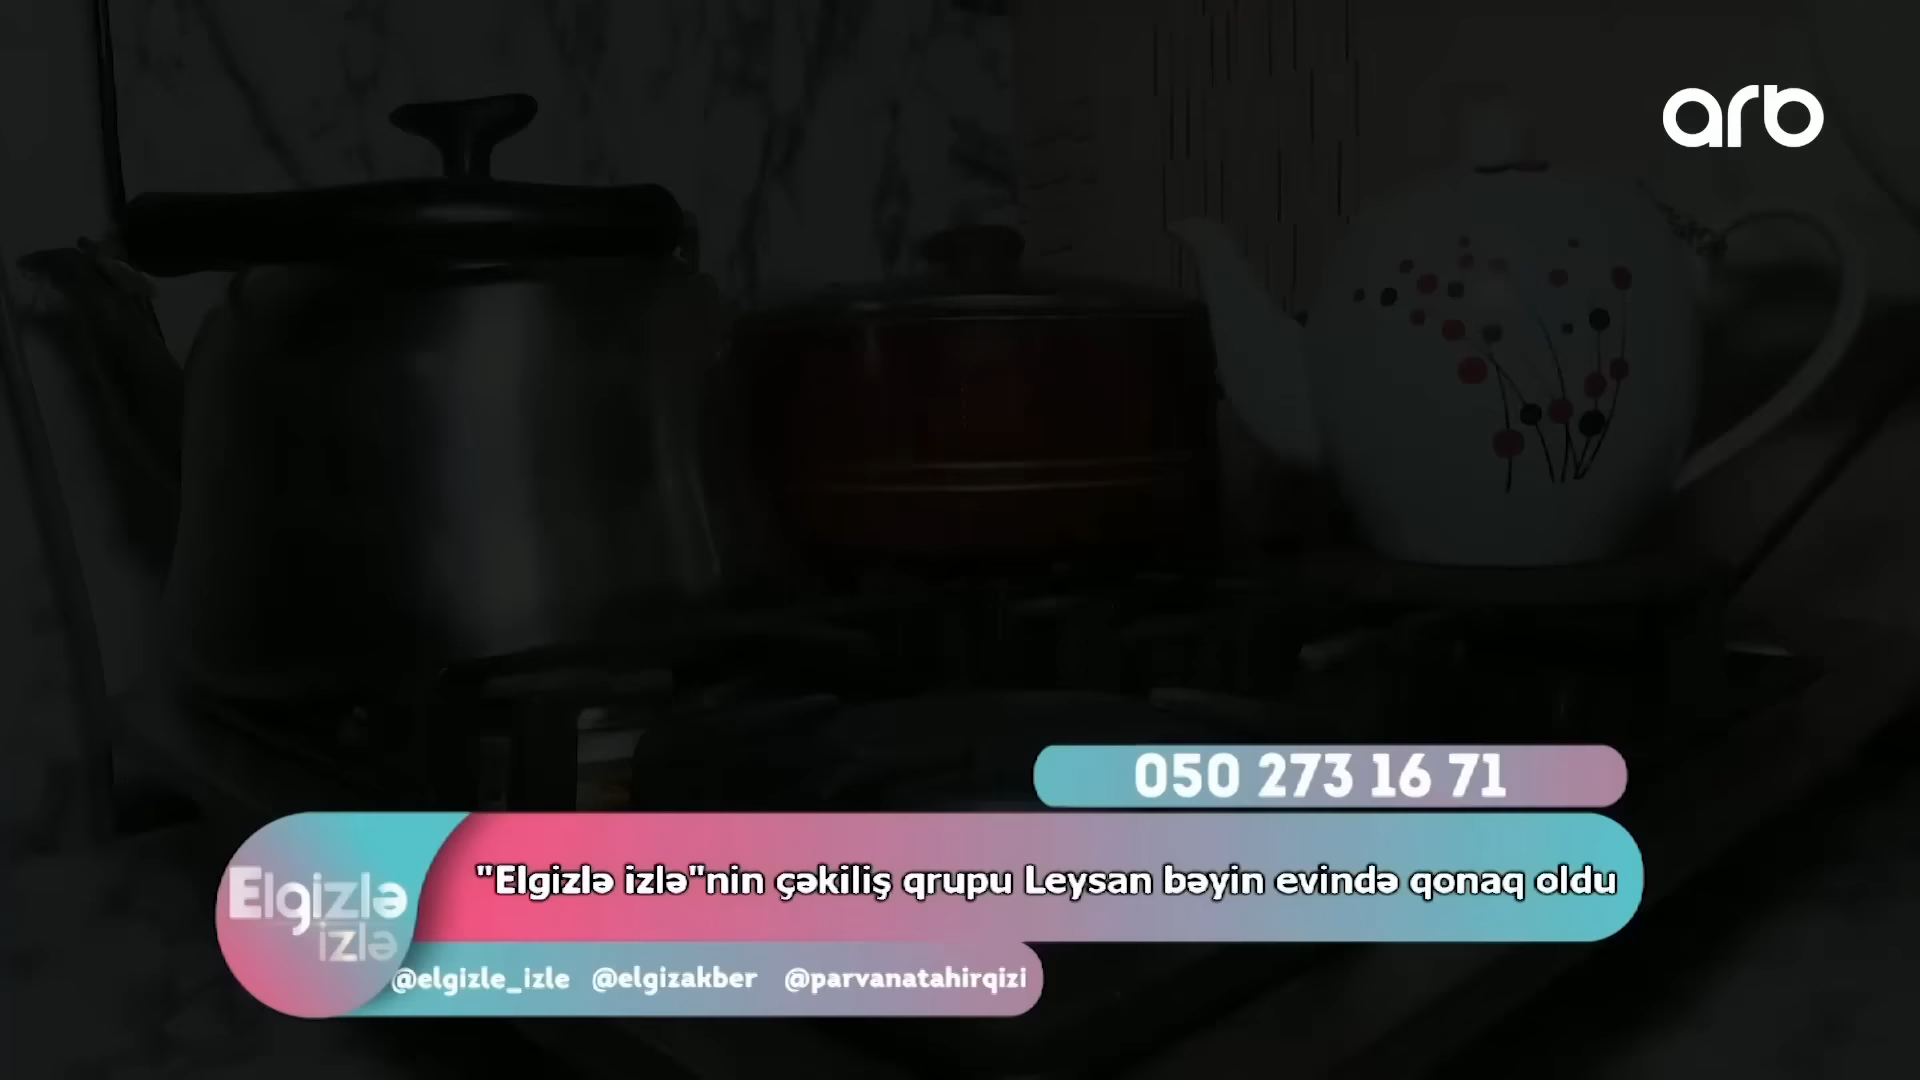 arb
050 273 16 71
"Elgizlə izlə"nin çəkiliş qrupu Leysan bəyin evində qonaq oldu
Elgizlə
izlə
@elgizle_izle @elgizakber @parvanatahirqizi